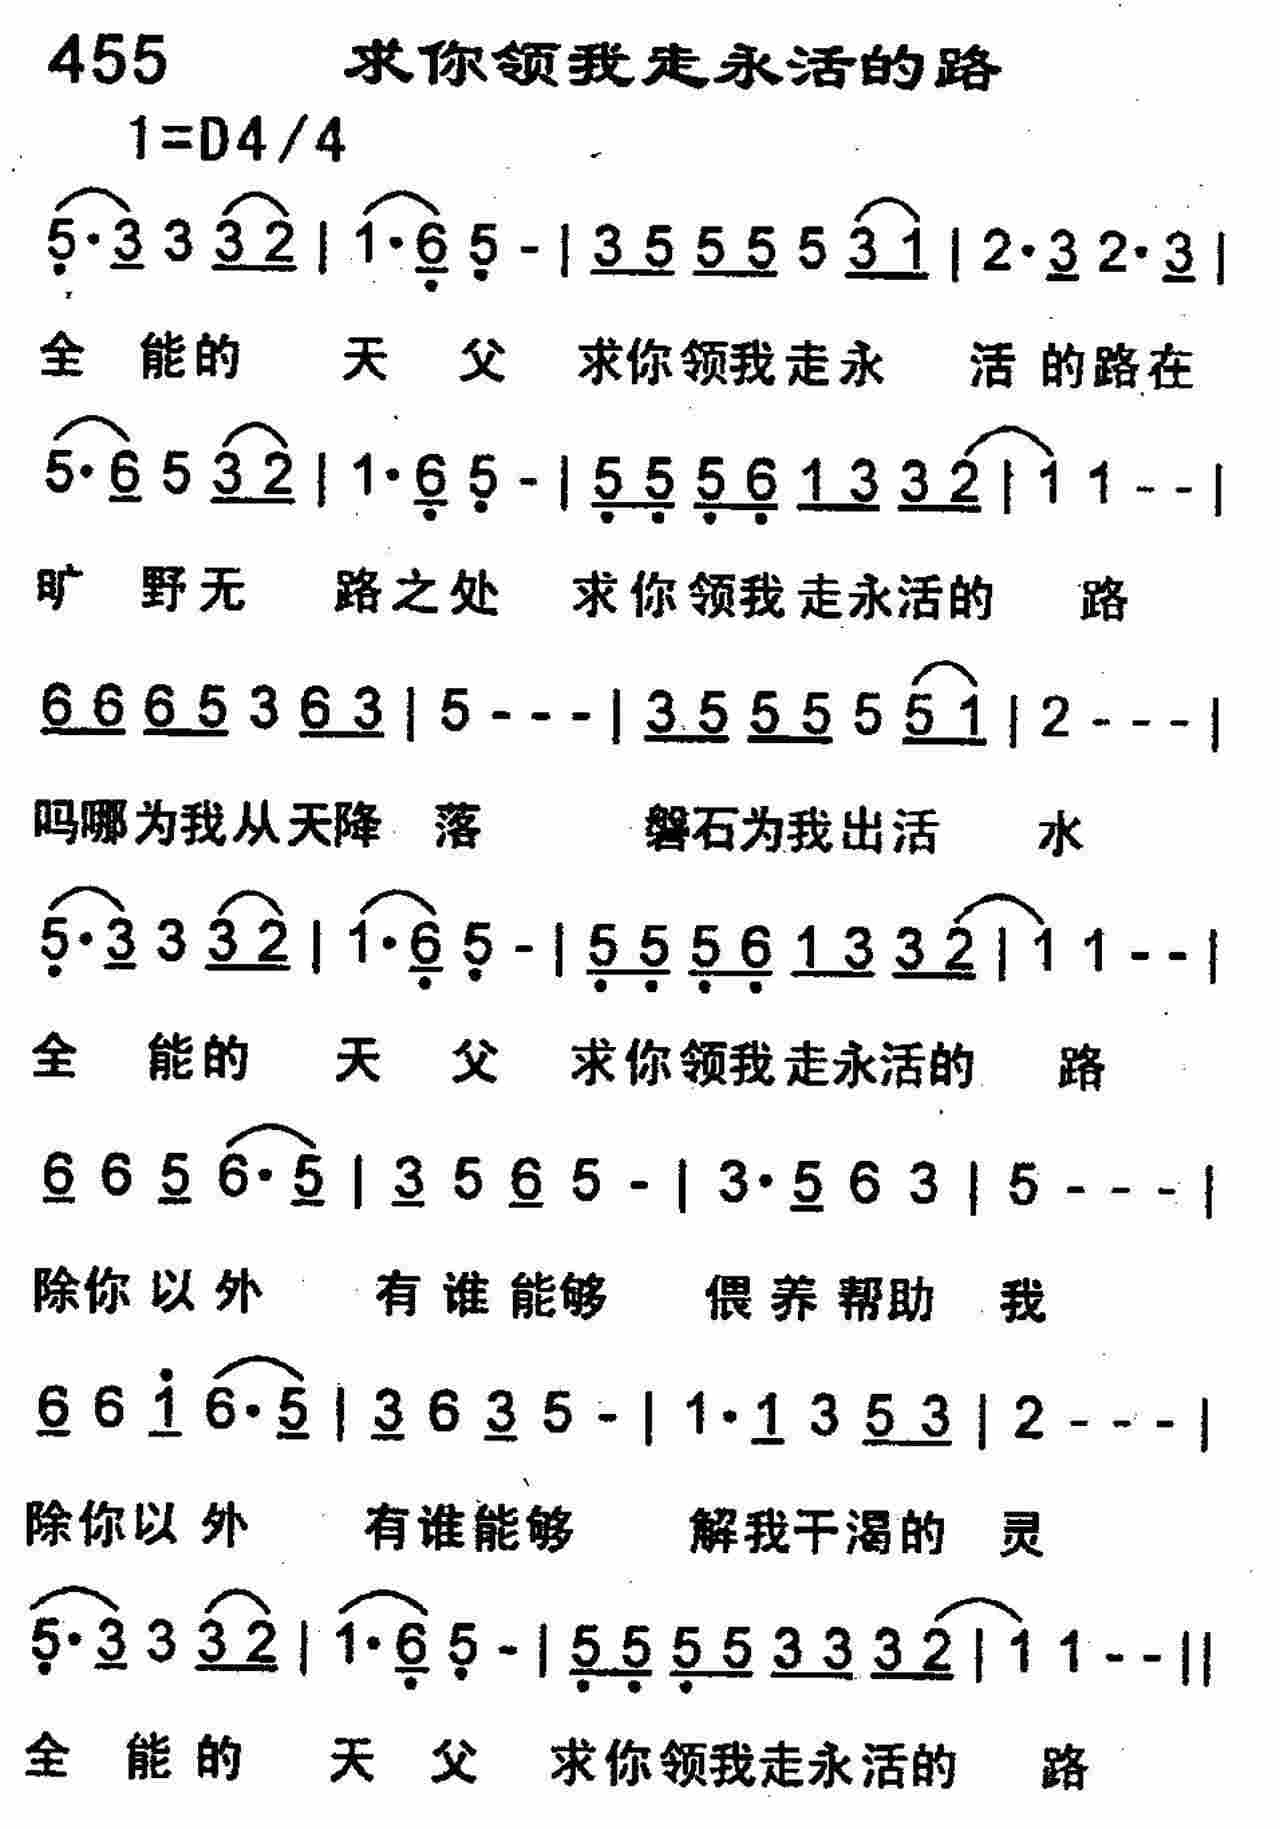 455 求你领我走永活的路
1=D4/4
5·3 3 3 2 | 1·6 5 - | 3 5 5 5 5 3 1 | 2·3 2·3 |
全 能的 天 父 求你领我走永 活 的路在
5·6 5 3 2 | 1·6 5 - | 5 5 5 6 1 3 3 2 | 1 1 - - |
旷 野无 路之处 求你领我走永活的 路
6 6 6 5 3 6 3 | 5 - - - | 3 5 5 5 5 5 1 | 2 - - - |
吗哪为我从天降 落 磐石为我出活 水
5·3 3 3 2 | 1·6 5 - | 5 5 5 6 1 3 3 2 | 1 1 - - |
全 能的 天 父 求你领我走永活的 路
6 6 5 6·5 | 3 5 6 5 - | 3·5 6 3 | 5 - - - |
除你以外 有谁能够 偎养帮助 我
6 6 1 6·5 | 3 6 3 5 - | 1·1 3 5 3 | 2 - - - |
除你以外 有谁能够 解我干渴的 灵
5·3 3 3 2 | 1·6 5 - | 5 5 5 5 3 3 3 2 | 1 1 - - ||
全 能的 天 父 求你领我走永活的 路